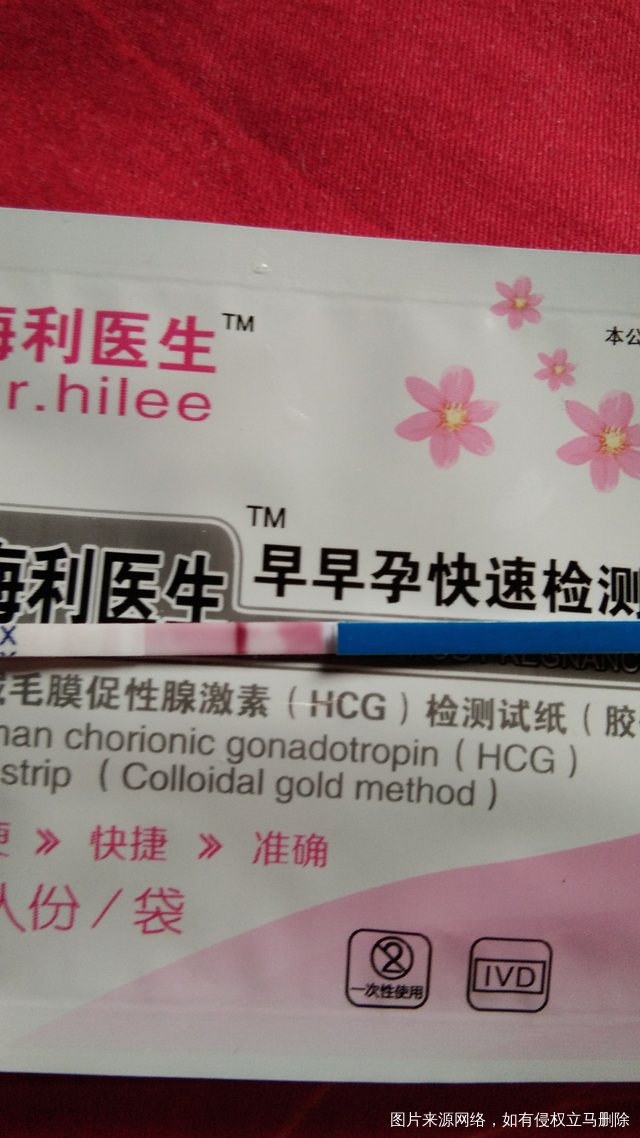 利医生™
r.hilee
本公
™
利医生
早早孕快速检测
X
毛膜促性腺激素（HCG）检测试纸（胶
man chorionic gonadotropin ( HCG )
strip ( Colloidal gold method )
» 快捷 » 准确
人份／袋
2
一次性使用
IVD
图片来源网络，如有侵权立马删除